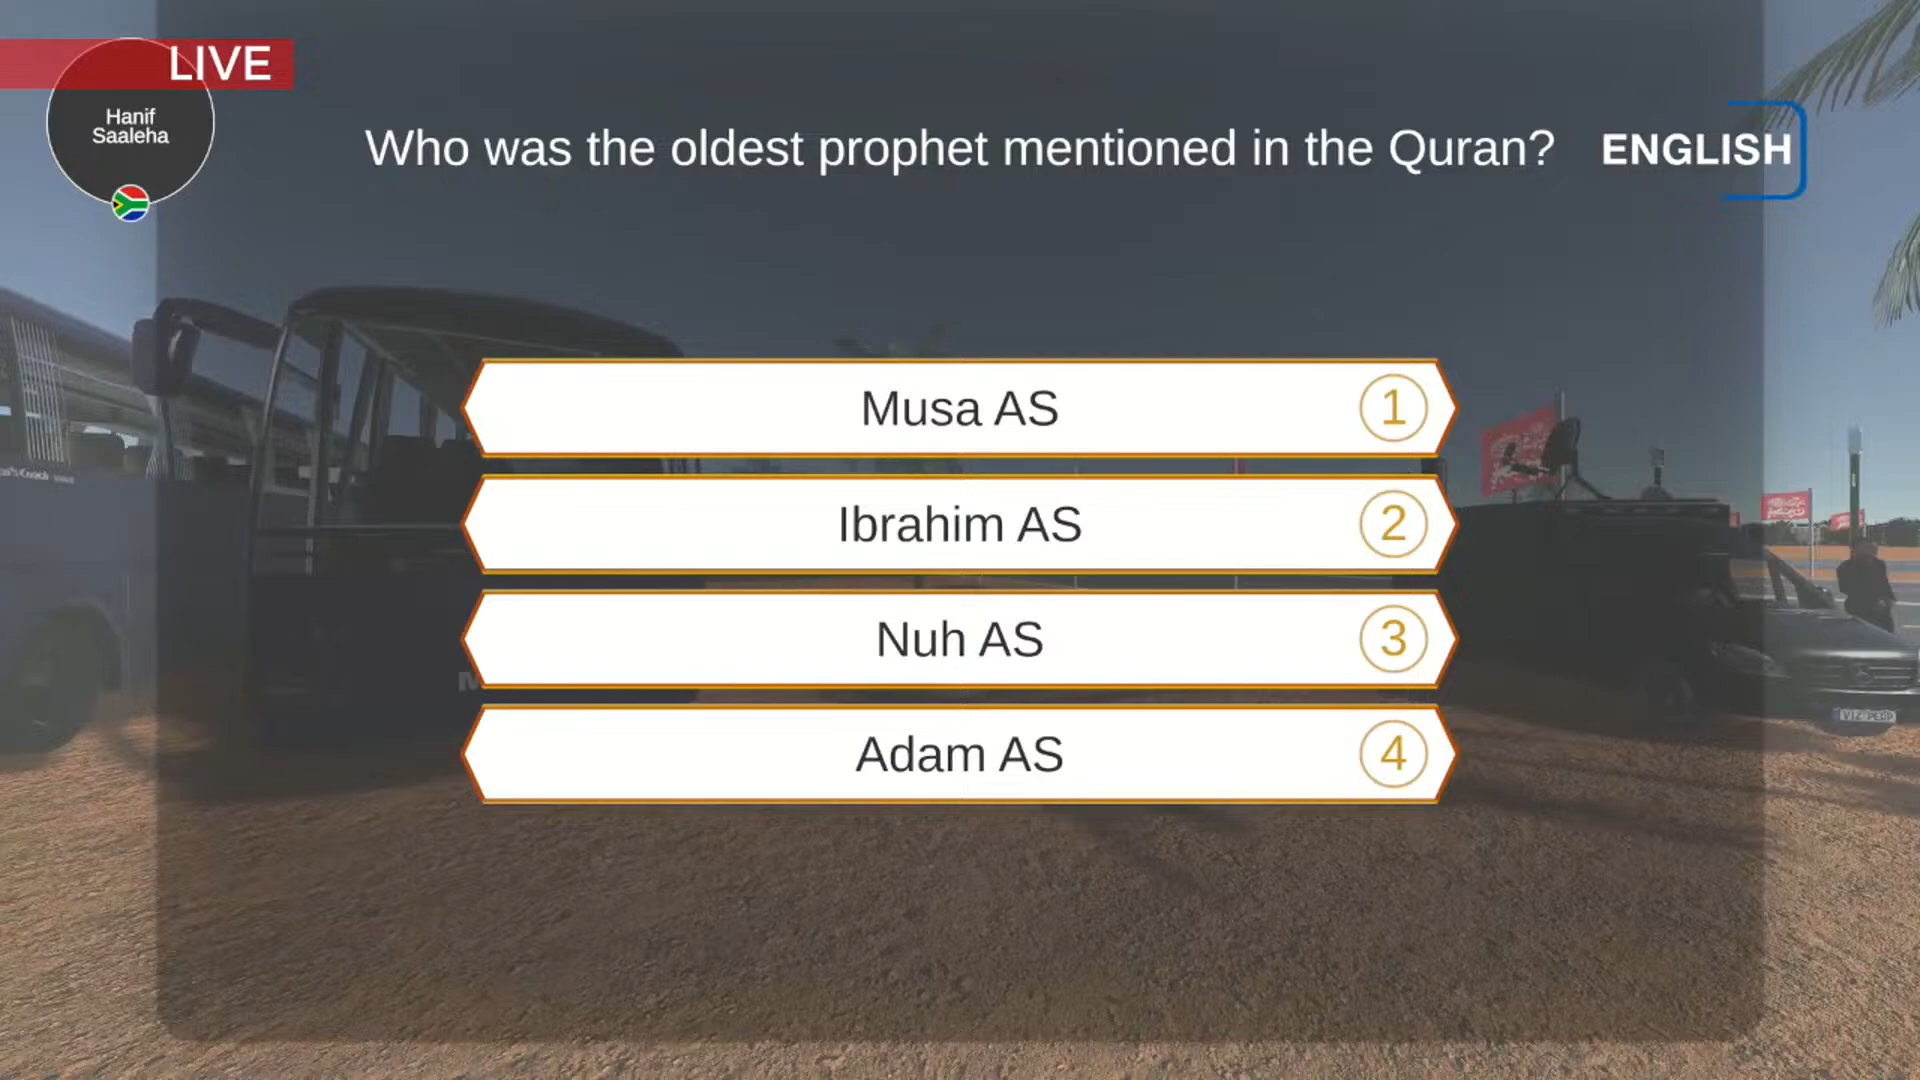 LIVE
Hanif
Saaleha
Who was the oldest prophet mentioned in the Quran?
ENGLISH
Musa AS
1
Ibrahim AS
2
Nuh AS
3
Adam AS
4